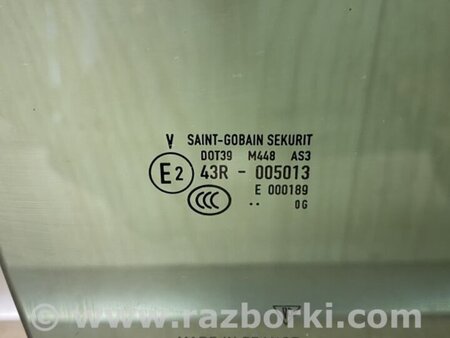 SAINT-GOBAIN SEKURIT
DOT39 M448 AS3
E2 43R - 005013
CCC E 000189
.. 0G
www.razborki.com